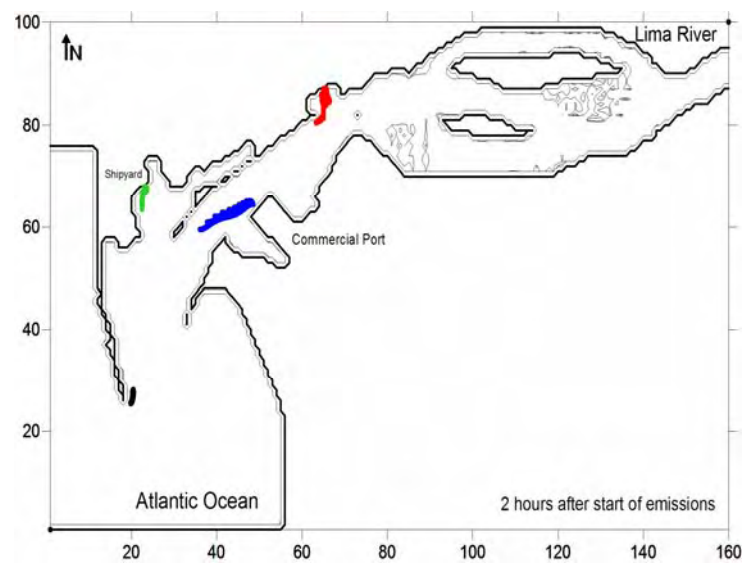 100
Lima River
N
80
Shipyard
60
Commercial Port
40
20
Atlantic Ocean
2 hours after start of emissions
20 40 60 80 100 120 140 160